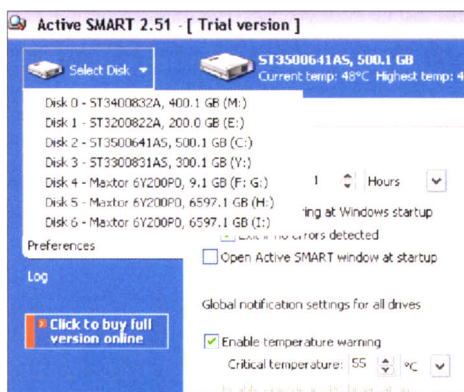 Active SMART 2.51 - [ Trial version ]
Select Disk
ST3500641AS, 500.1 GB
Current temp: 48°C Highest temp: 4
Disk 0 - ST3400832A, 400.1 GB (M:)
Disk 1 - ST3200822A, 200.0 GB (E:)
Disk 2 - ST3500641AS, 500.1 GB (C:)
Disk 3 - ST3300831AS, 300.1 GB (Y:)
Disk 4 - Maxtor 6Y200P0, 9.1 GB (F: G:)
Disk 5 - Maxtor 6Y200P0, 6597.1 GB (H:)
Disk 6 - Maxtor 6Y200P0, 6597.1 GB (I:)
1 Hours
ring at Windows startup
Exit if no errors detected
Open Active SMART window at startup
Preferences
Log
Click to buy full
version online
Global notification settings for all drives
Enable temperature warning
Critical temperature: 55 °C